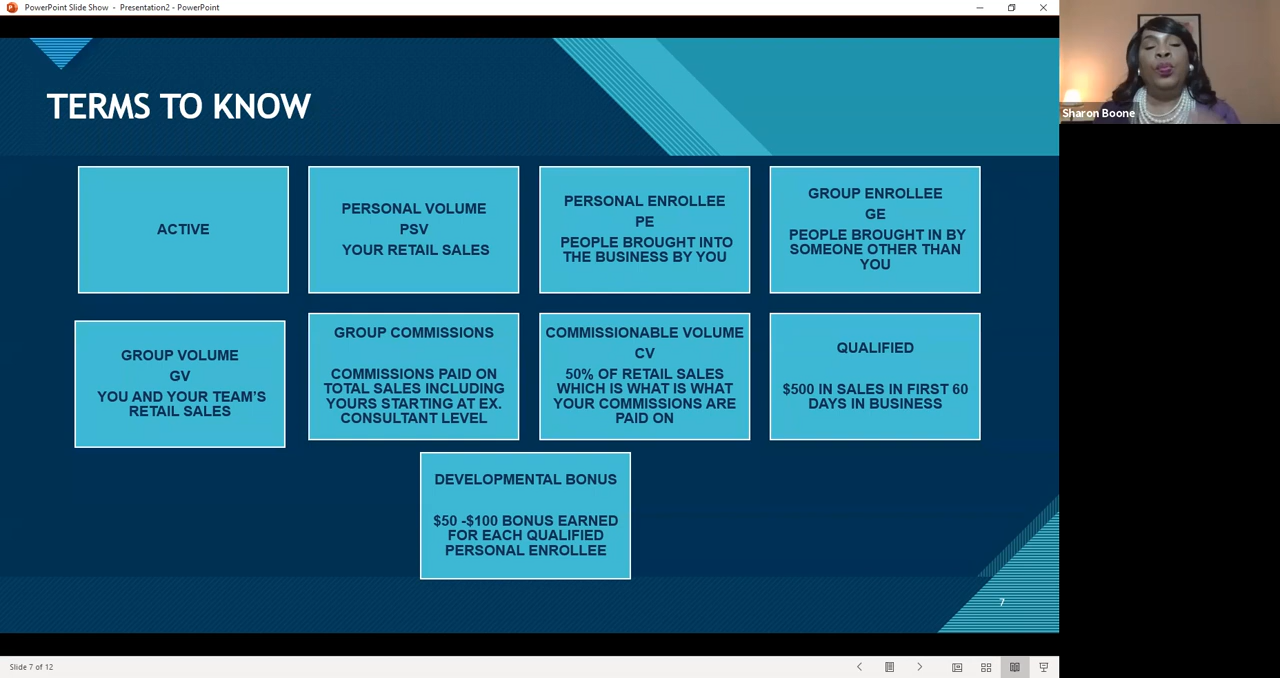 PowerPoint Slide Show - Presentation2 - PowerPoint
Sharon Boone
TERMS TO KNOW
ACTIVE
PERSONAL VOLUME
PSV
YOUR RETAIL SALES
PERSONAL ENROLLEE
PE
PEOPLE BROUGHT INTO
THE BUSINESS BY YOU
GROUP ENROLLEE
GE
PEOPLE BROUGHT IN BY
SOMEONE OTHER THAN
YOU
GROUP VOLUME
GV
YOU AND YOUR TEAM'S
RETAIL SALES
GROUP COMMISSIONS
COMMISSIONS PAID ON
TOTAL SALES INCLUDING
YOURS STARTING AT EX.
CONSULTANT LEVEL
COMMISSIONABLE VOLUME
CV
50% OF RETAIL SALES
WHICH IS WHAT IS WHAT
YOUR COMMISSIONS ARE
PAID ON
QUALIFIED
$500 IN SALES IN FIRST 60
DAYS IN BUSINESS
DEVELOPMENTAL BONUS
$50 -$100 BONUS EARNED
FOR EACH QUALIFIED
PERSONAL ENROLLEE
7
Slide 7 of 12